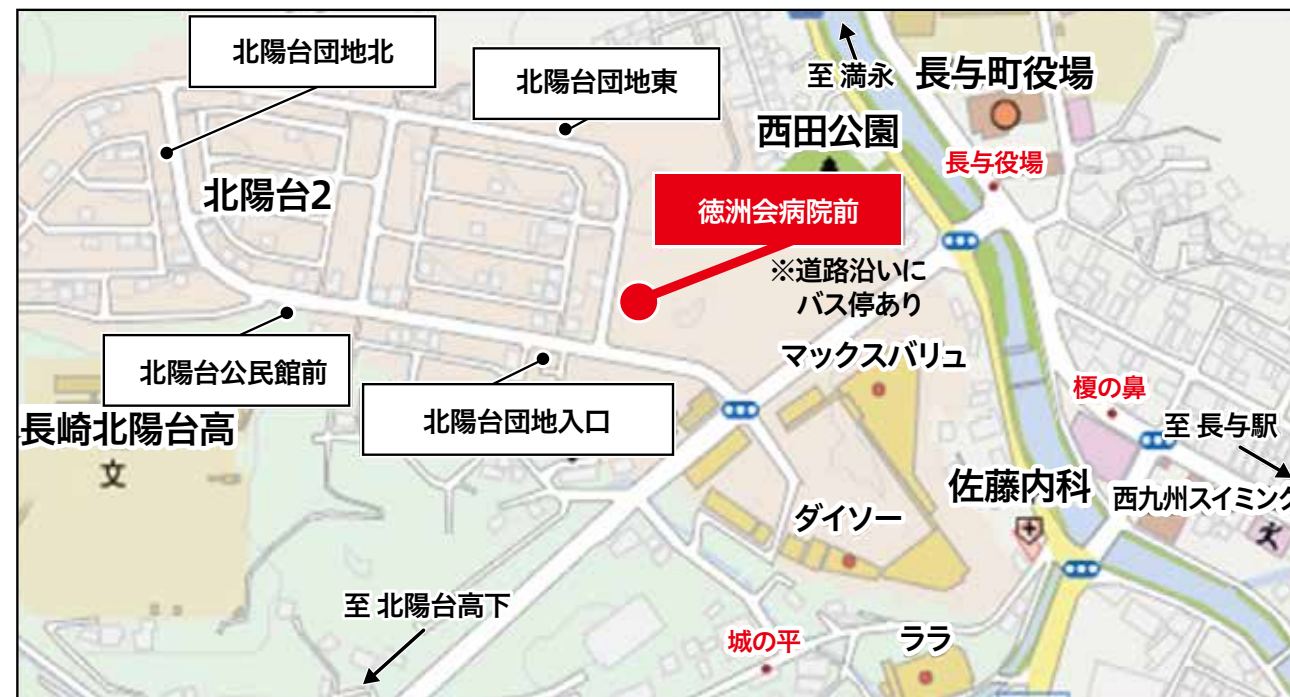 北陽台団地北
北陽台団地東
至 満永
長与町役場
西田公園
長与役場
北陽台2
徳洲会病院前
※道路沿いに
バス停あり
マックスバリュ
北陽台公民館前
北陽台団地入口
榎の鼻
至 長与駅
長崎北陽台高
文
佐藤内科
西九州スイミング
ダイソー
至 北陽台高下
城の平
ララ